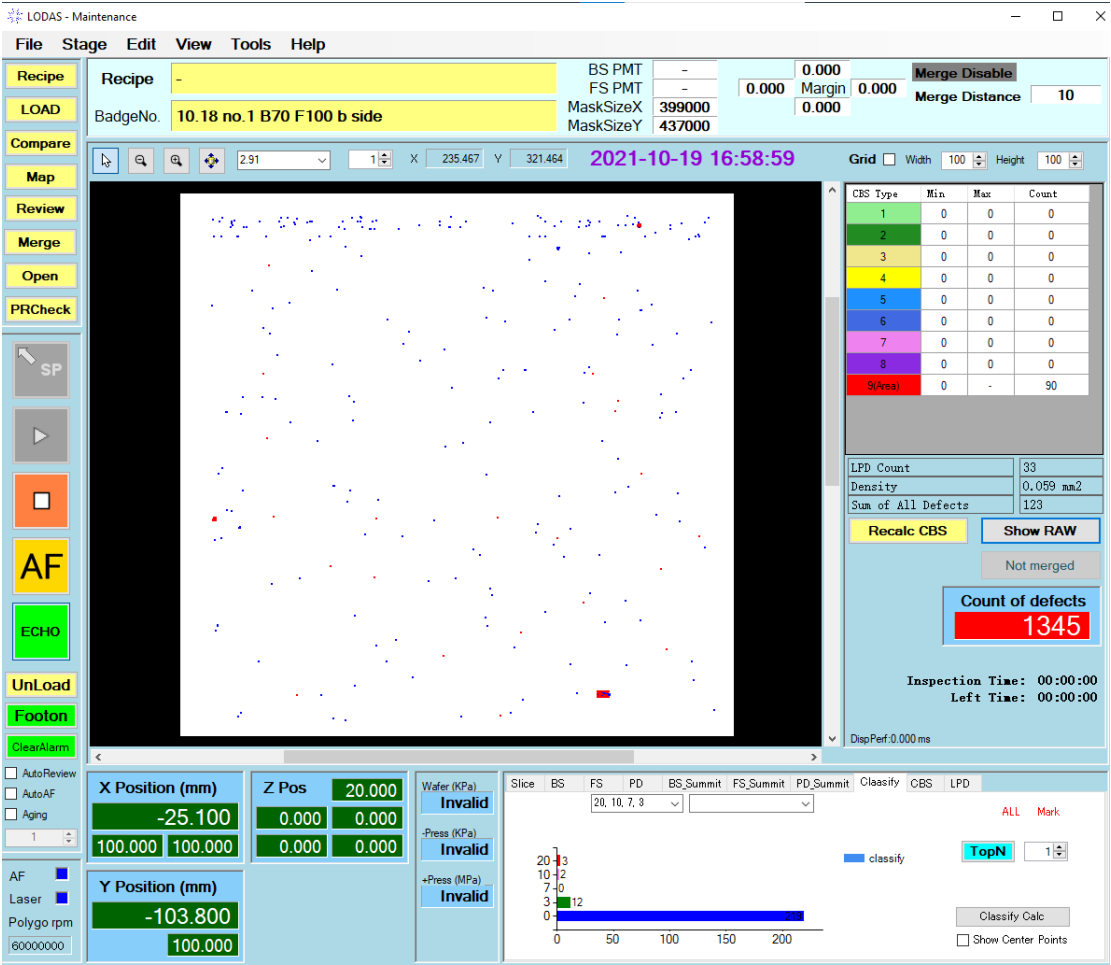 LODAS - Maintenance
File Stage Edit View Tools Help
Recipe
LOAD
Compare
Map
Review
Merge
Open
PRCheck
SP
AF
ECHO
UnLoad
Footon
ClearAlarm
AutoReview
AutoAF
Aging
1
AF
Laser
Polygo rpm
60000000
Recipe -
BadgeNo. 10.18 no.1 B70 F100 b side
BS PMT -
FS PMT -
MaskSizeX 399000
MaskSizeY 437000
0.000
0.000 Margin 0.000
0.000
Merge Disable
Merge Distance 10
2.91 1 X 235.467 Y 321.464 2021-10-19 16:58:59
Grid Width 100 Height 100
CBS Type Min Max Count
1 0 0 0
2 0 0 0
3 0 0 0
4 0 0 0
5 0 0 0
6 0 0 0
7 0 0 0
8 0 0 0
9(Area) 0 - 90
LPD Count 33
Density 0.059 mm2
Sum of All Defects 123
Recalc CBS Show RAW
Not merged
Count of defects
1345
Inspection Time: 00:00:00
Left Time: 00:00:00
DispPerf:0.000 ms
X Position (mm)
-25.100
100.000 100.000
Z Pos 20.000
0.000 0.000
0.000 0.000
Y Position (mm)
-103.800
100.000
Wafer (KPa)
Invalid
-Press (KPa)
Invalid
+Press (MPa)
Invalid
Slice BS FS PD BS_Summit FS_Summit PD_Summit Claasify CBS LPD
20, 10, 7, 3
ALL Mark
TopN 1
classify
20 3
10 2
7 0
3 12
0
0 50 100 150 200
Classify Calc
Show Center Points